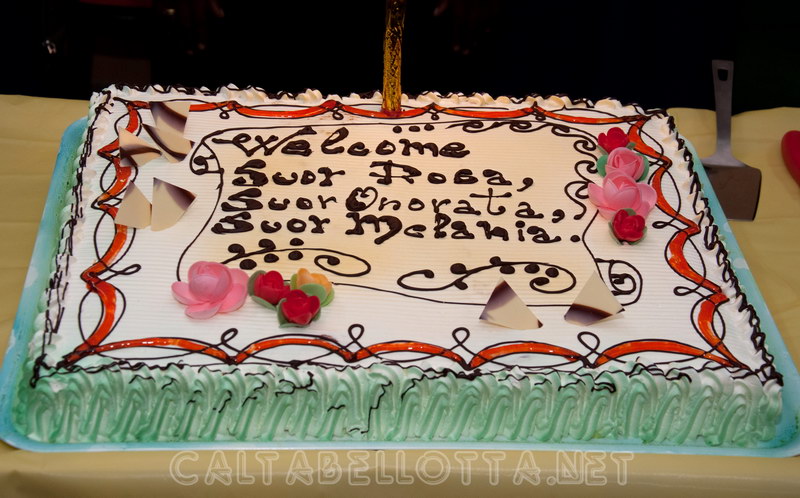 Welcome
Suor Rosa,
Suor Onorata,
Suor Melania.
CALTABELLOTTA.NET